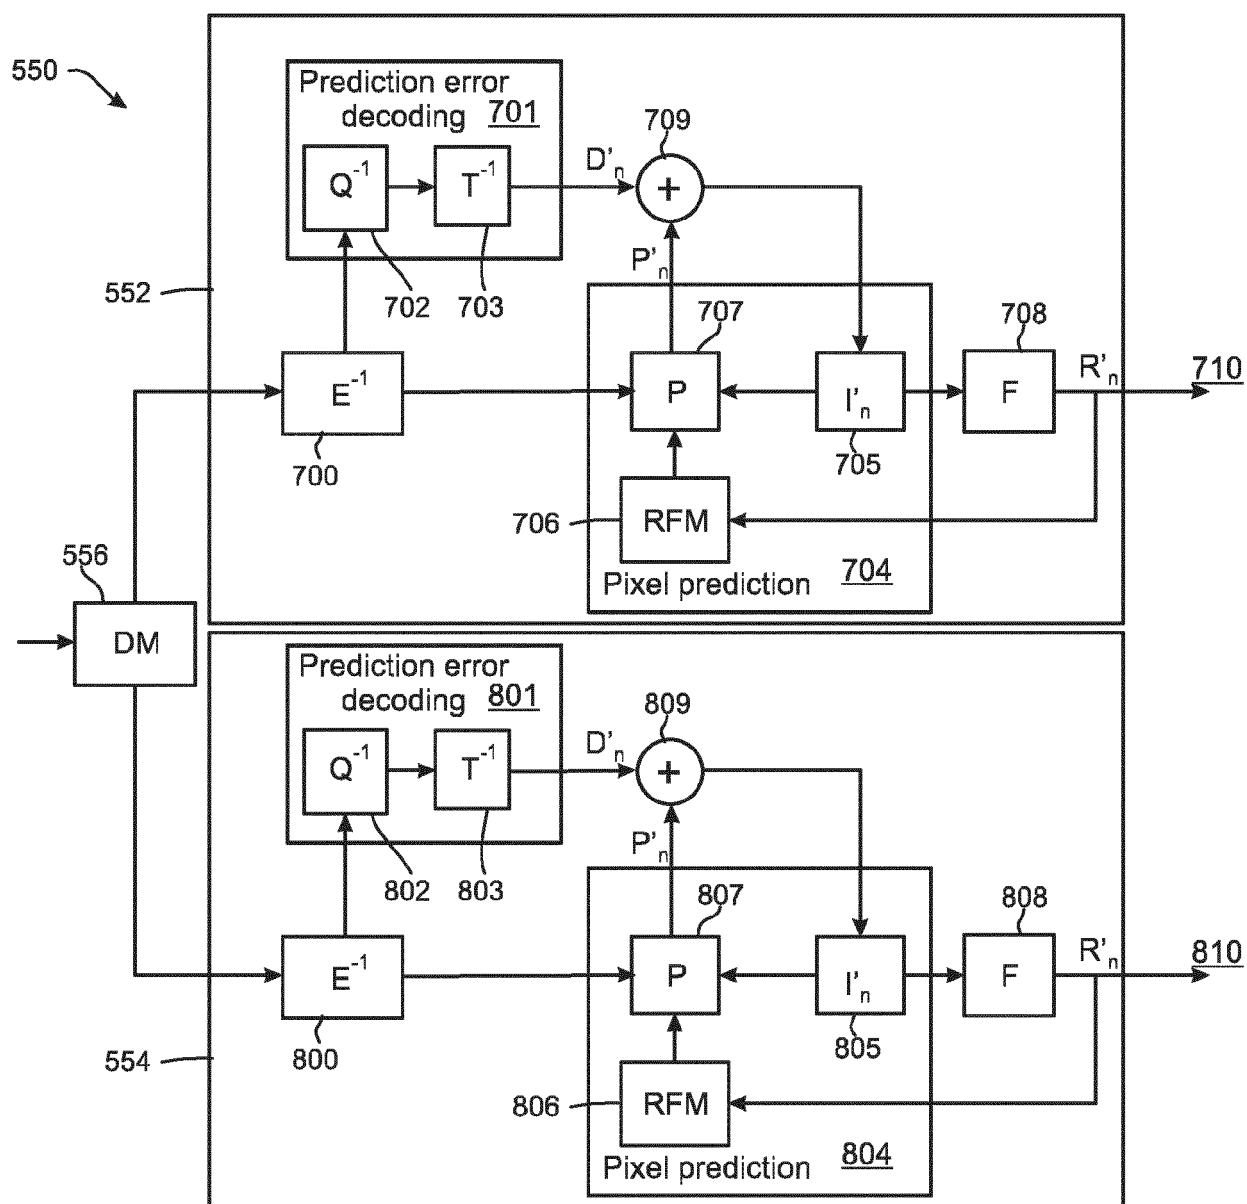 550
Prediction error
decoding 701
Q⁻¹
T⁻¹
D'ₙ
709
+
P'ₙ
552
702
703
707
708
E⁻¹
P
I'ₙ
F
R'ₙ
710
700
705
706
RFM
Pixel prediction 704
556
DM
Prediction error
decoding 801
Q⁻¹
T⁻¹
D'ₙ
809
+
P'ₙ
802
803
807
808
E⁻¹
P
I'ₙ
F
R'ₙ
810
800
805
554
806
RFM
Pixel prediction 804